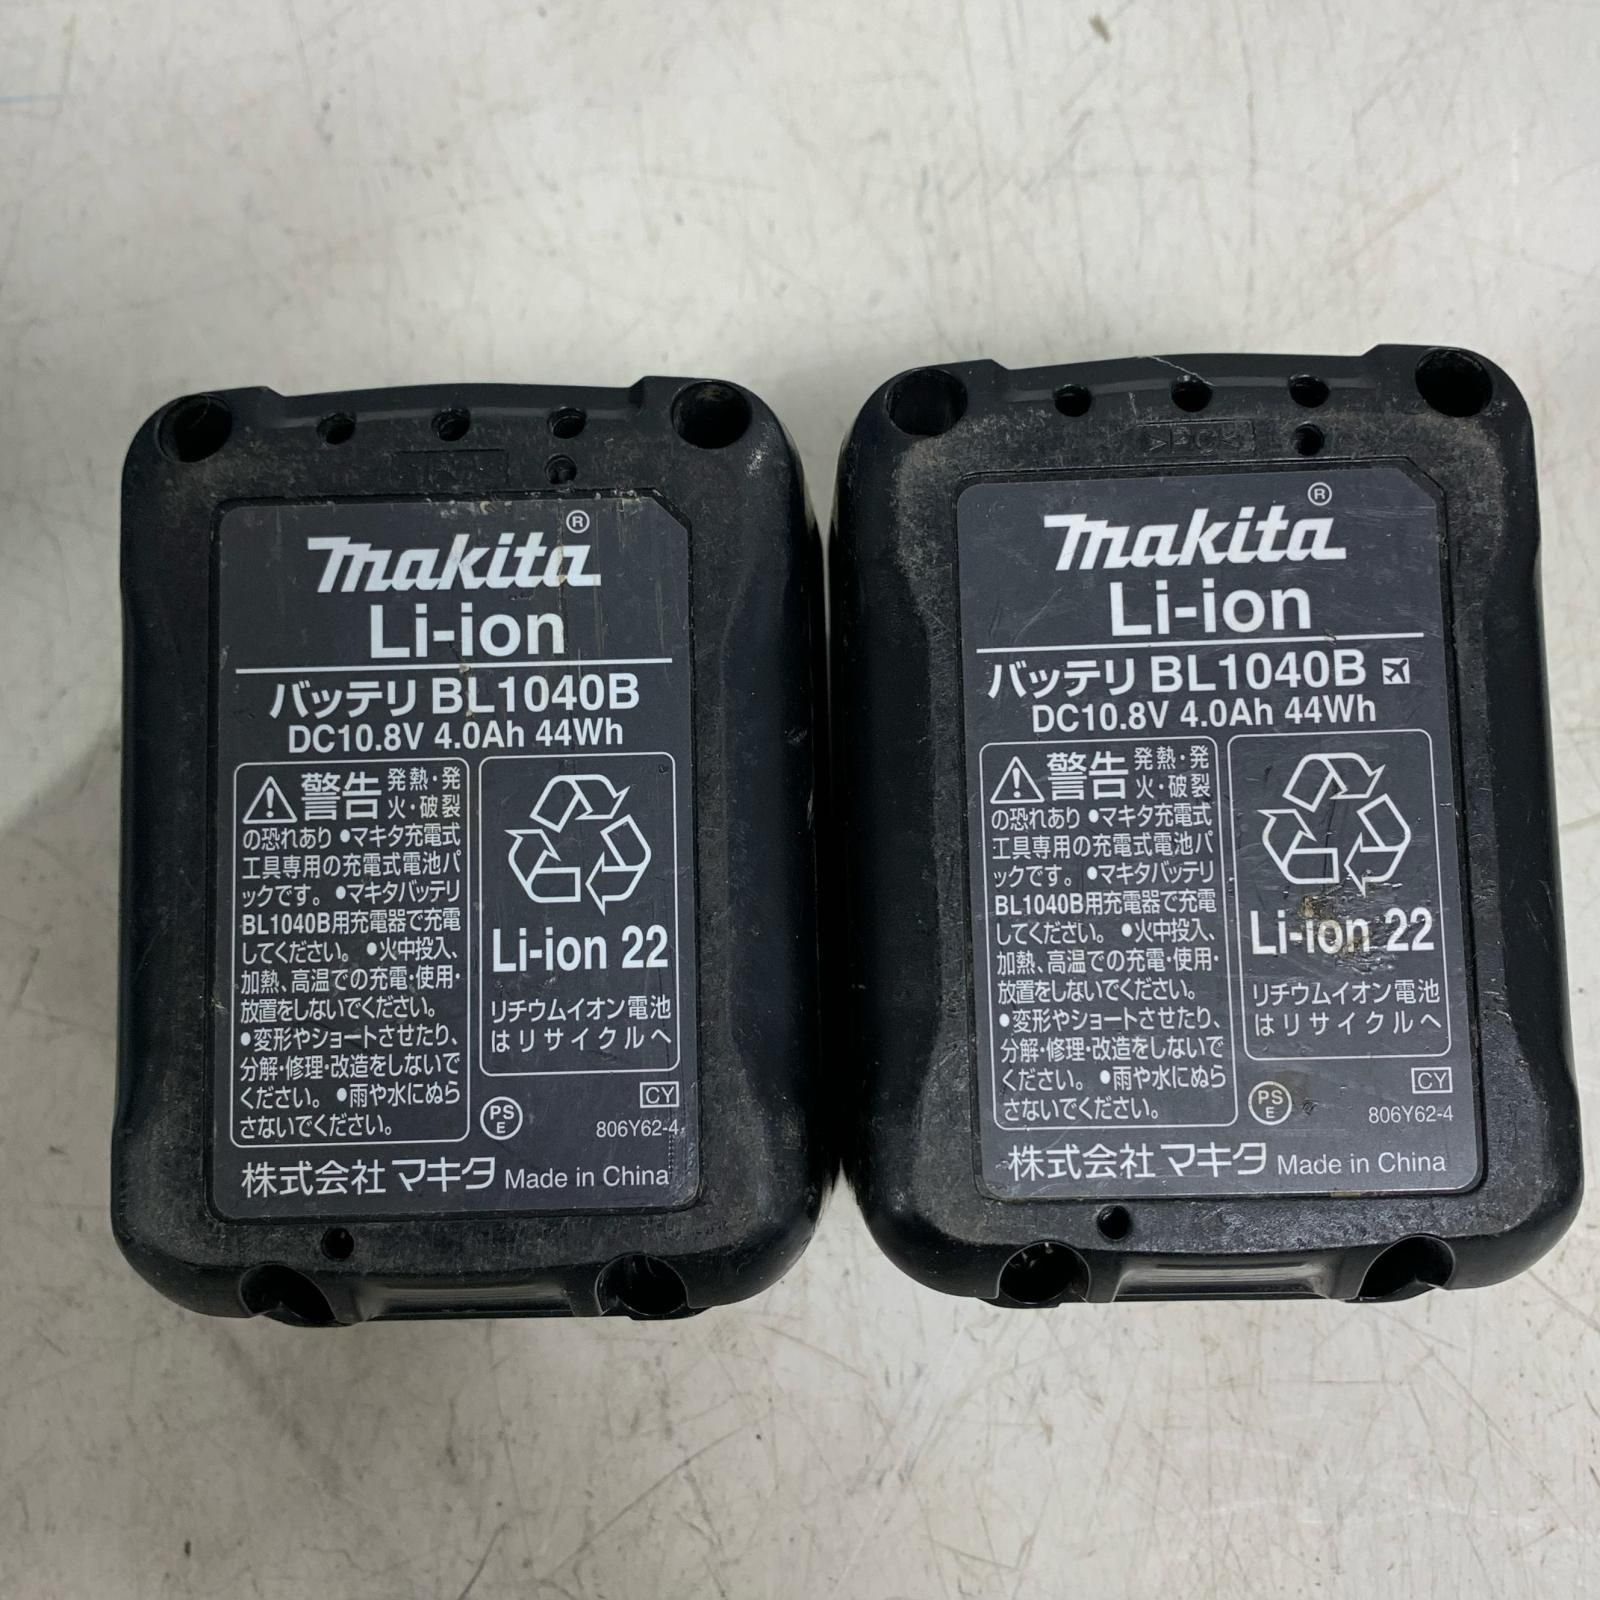 makita®
Li-ion
バッテリ BL1040B
DC10.8V 4.0Ah 44Wh
警告 発熱・発
火・破裂
の恐れあり •マキタ充電式
工具専用の充電式電池パ
ックです。 •マキタバッテリ
BL1040B用充電器で充電
してください。 •火中投入、
加熱、高温での充電・使用・
放置をしないでください。
•変形やショートさせたり、
分解・修理・改造をしないで
ください。 •雨や水にぬら
さないでください。
Li-ion 22
リチウムイオン電池
はリサイクルへ
PS
E
CY
806Y62-4
株式会社 マキタ Made in China
>PC<
makita®
Li-ion
バッテリ BL1040B
DC10.8V 4.0Ah 44Wh
警告 発熱・発
火・破裂
の恐れあり •マキタ充電式
工具専用の充電式電池パ
ックです。 •マキタバッテリ
BL1040B用充電器で充電
してください。 •火中投入、
加熱、高温での充電・使用・
放置をしないでください。
•変形やショートさせたり、
分解・修理・改造をしないで
ください。 •雨や水にぬら
さないでください。
Li-ion 22
リチウムイオン電池
はリサイクルへ
PS
E
CY
806Y62-4
株式会社 マキタ Made in China